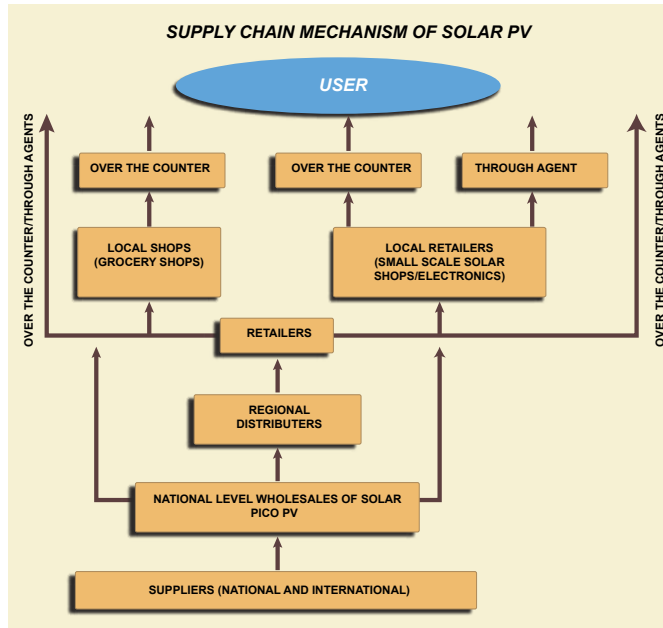 SUPPLY CHAIN MECHANISM OF SOLAR PV
USER
OVER THE COUNTER/THROUGH AGENTS
OVER THE COUNTER
OVER THE COUNTER
THROUGH AGENT
OVER THE COUNTER/THROUGH AGENTS
LOCAL SHOPS
(GROCERY SHOPS)
LOCAL RETAILERS
(SMALL SCALE SOLAR
SHOPS/ELECTRONICS)
RETAILERS
REGIONAL
DISTRIBUTERS
NATIONAL LEVEL WHOLESALES OF SOLAR
PICO PV
SUPPLIERS (NATIONAL AND INTERNATIONAL)